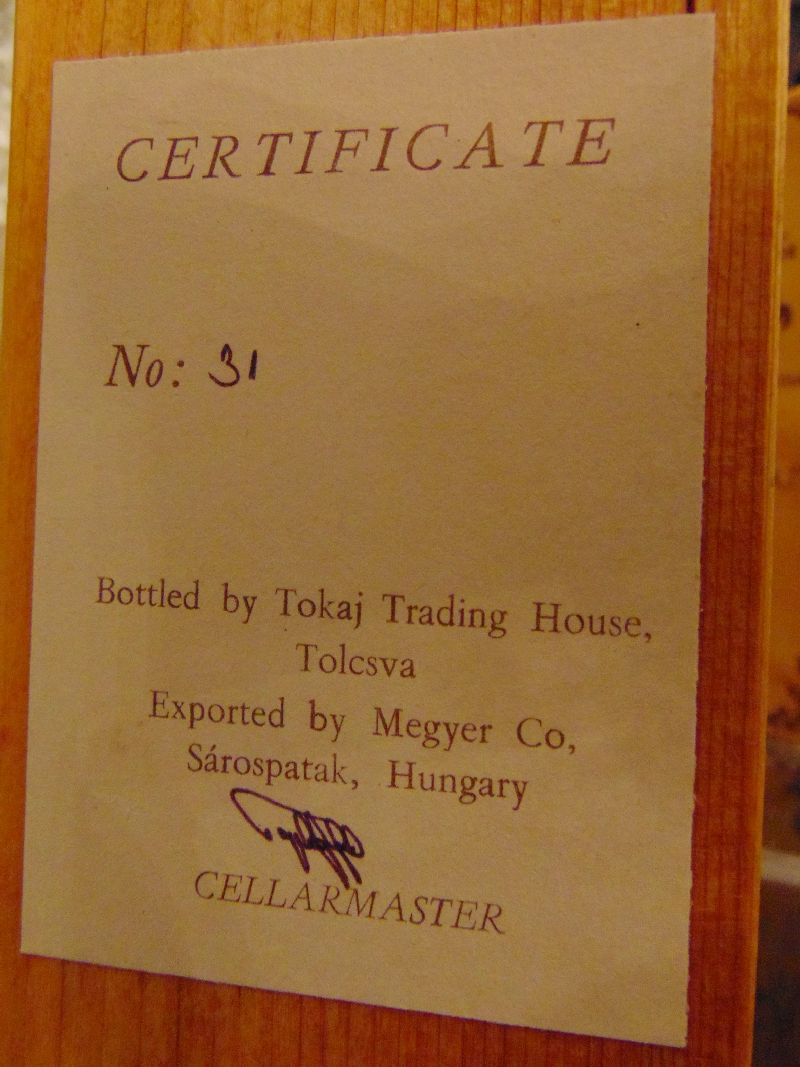 CERTIFICATE
No: 31
Bottled by Tokaj Trading House,
Tolcsva
Exported by Megyer Co,
Sárospatak, Hungary
CELLARMASTER